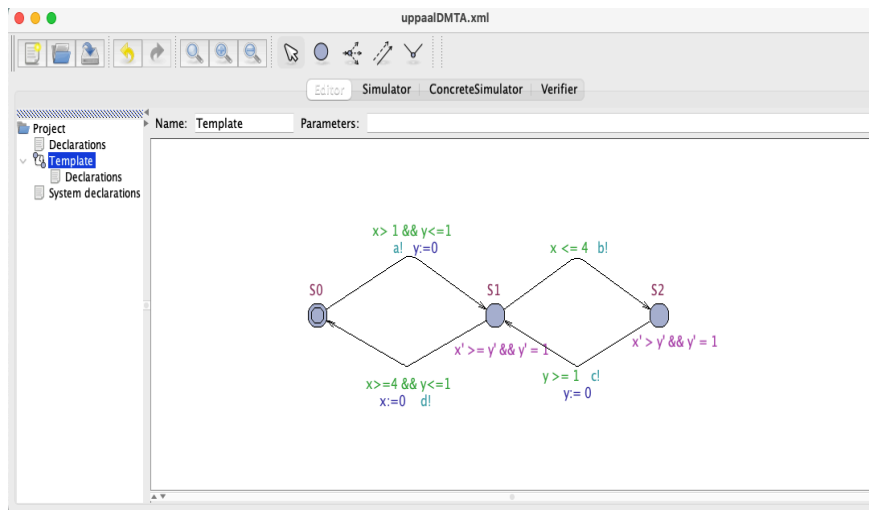 uppaalDMTA.xml
Editor Simulator ConcreteSimulator Verifier
Project
Declarations
Template
Declarations
System declarations
Name: Template Parameters:
x> 1 && y<=1
a! y:=0
x <= 4 b!
S0 S1 S2
x' >= y' && y' = 1
x' > y' && y' = 1
x>=4 && y<=1
x:=0 d!
y >= 1 c!
y:= 0